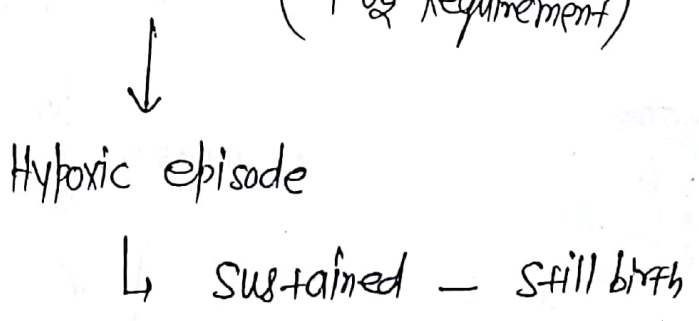 Requirement)
↓
Hypoxic episode
↳ Sustained – Still birth